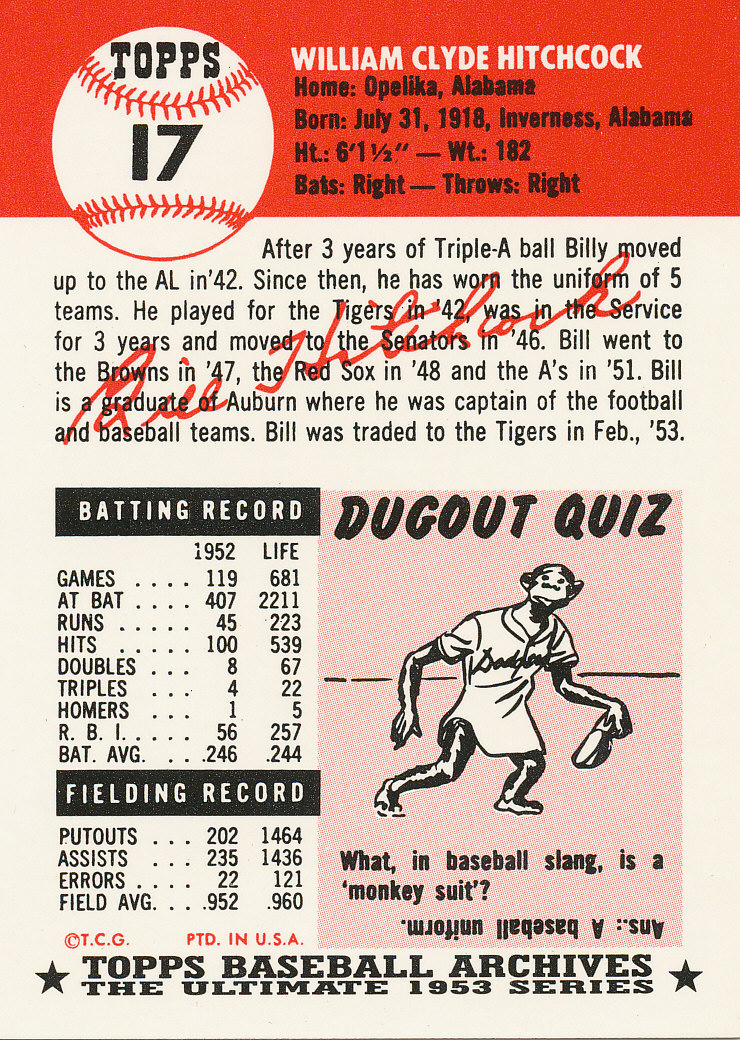 TOPPS
17
WILLIAM CLYDE HITCHCOCK
Home: Opelika, Alabama
Born: July 31, 1918, Inverness, Alabama
Ht.: 6'1½" — Wt.: 182
Bats: Right — Throws: Right
After 3 years of Triple-A ball Billy moved
up to the AL in'42. Since then, he has worn the uniform of 5
teams. He played for the Tigers in '42, was in the Service
for 3 years and moved to the Senators in '46. Bill went to
the Browns in '47, the Red Sox in '48 and the A's in '51. Bill
is a graduate of Auburn where he was captain of the football
and baseball teams. Bill was traded to the Tigers in Feb., '53.
Bill Hitchcock
BATTING RECORD
1952 LIFE
GAMES . . . . 119 681
AT BAT . . . . 407 2211
RUNS . . . . . 45 223
HITS . . . . . 100 539
DOUBLES . . . 8 67
TRIPLES . . . 4 22
HOMERS . . . 1 5
R. B. I. . . . . 56 257
BAT. AVG. . . .246 .244
FIELDING RECORD
PUTOUTS . . . 202 1464
ASSISTS . . . 235 1436
ERRORS . . . . 22 121
FIELD AVG. . . .952 .960
©T.C.G. PTD. IN U.S.A.
DUGOUT QUIZ
Dodgers
What, in baseball slang, is a
'monkey suit'?
Ans.: A baseball uniform.
TOPPS BASEBALL ARCHIVES
THE ULTIMATE 1953 SERIES